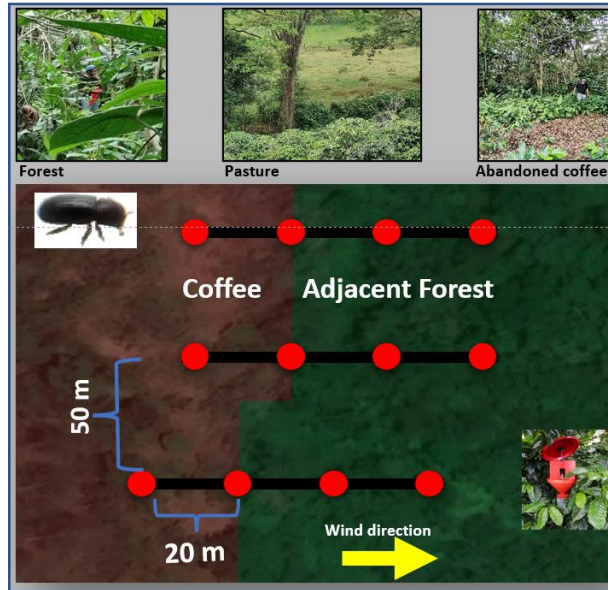 Forest
Pasture
Abandoned coffee
Coffee
Adjacent Forest
50 m
20 m
Wind direction